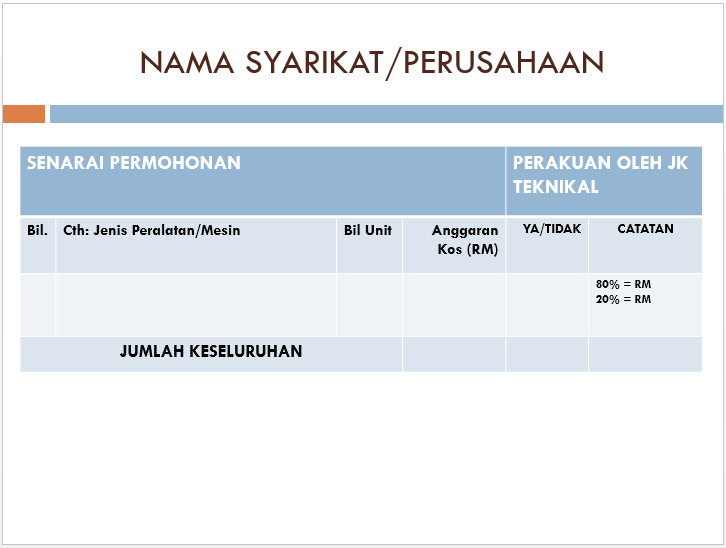 NAMA SYARIKAT/PERUSAHAAN
SENARAI PERMOHONAN
PERAKUAN OLEH JK
TEKNIKAL
Bil.
Cth: Jenis Peralatan/Mesin
Bil Unit
Anggaran
Kos (RM)
YA/TIDAK
CATATAN
80% = RM
20% = RM
JUMLAH KESELURUHAN